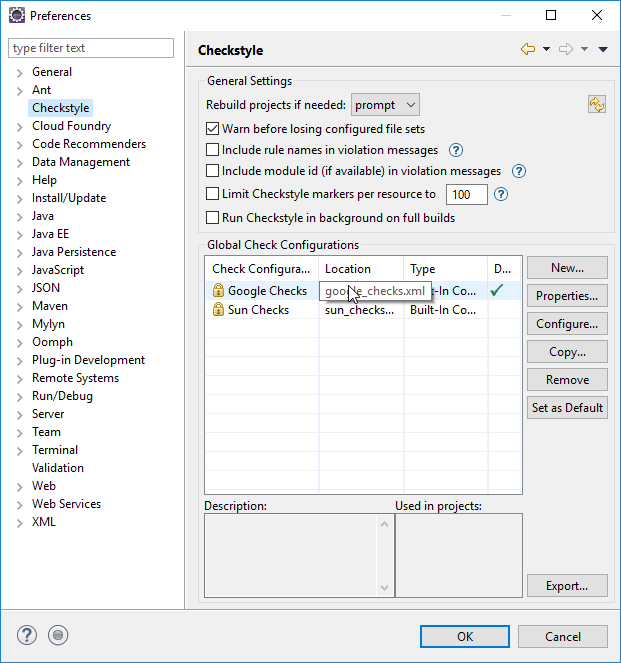 Preferences
type filter text
General
Ant
Checkstyle
Cloud Foundry
Code Recommenders
Data Management
Help
Install/Update
Java
Java EE
Java Persistence
JavaScript
JSON
Maven
Mylyn
Oomph
Plug-in Development
Remote Systems
Run/Debug
Server
Team
Terminal
Validation
Web
Web Services
XML
Checkstyle
General Settings
Rebuild projects if needed: prompt
Warn before losing configured file sets
Include rule names in violation messages ?
Include module id (if available) in violation messages ?
Limit Checkstyle markers per resource to 100 ?
Run Checkstyle in background on full builds
Global Check Configurations
Check Configura... Location Type D...
Google Checks google_checks.xml t-In Co...
Sun Checks sun_checks... Built-In Co...
New...
Properties...
Configure...
Copy...
Remove
Set as Default
Description: Used in projects:
Export...
? OK Cancel